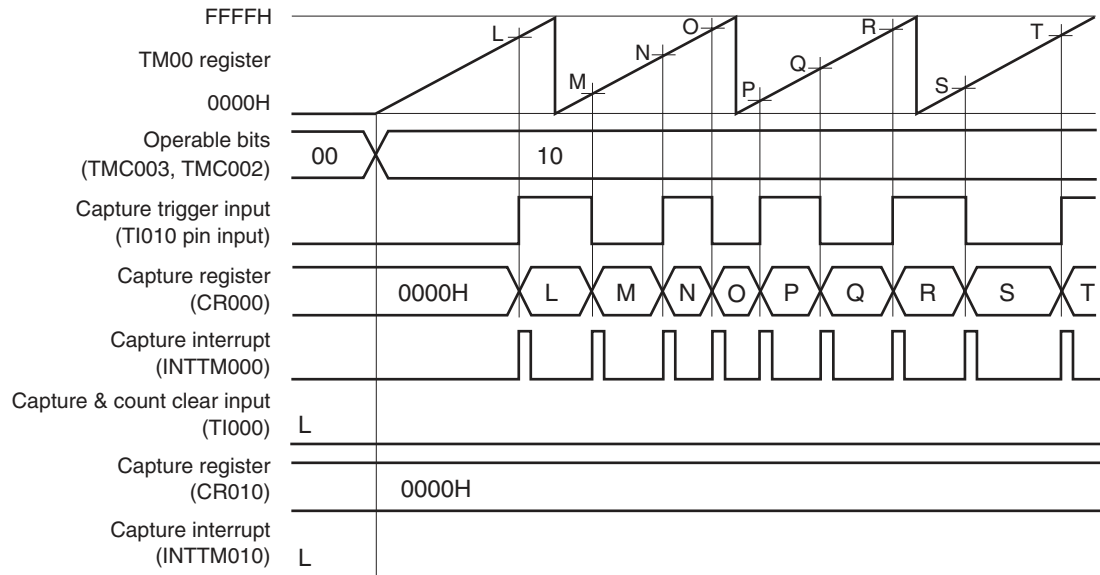 FFFFH
TM00 register
0000H
L M N O P Q R S T
Operable bits
(TMC003, TMC002)
00 10
Capture trigger input
(TI010 pin input)
Capture register
(CR000)
0000H L M N O P Q R S T
Capture interrupt
(INTTM000)
Capture & count clear input
(TI000)
L
Capture register
(CR010)
0000H
Capture interrupt
(INTTM010)
L